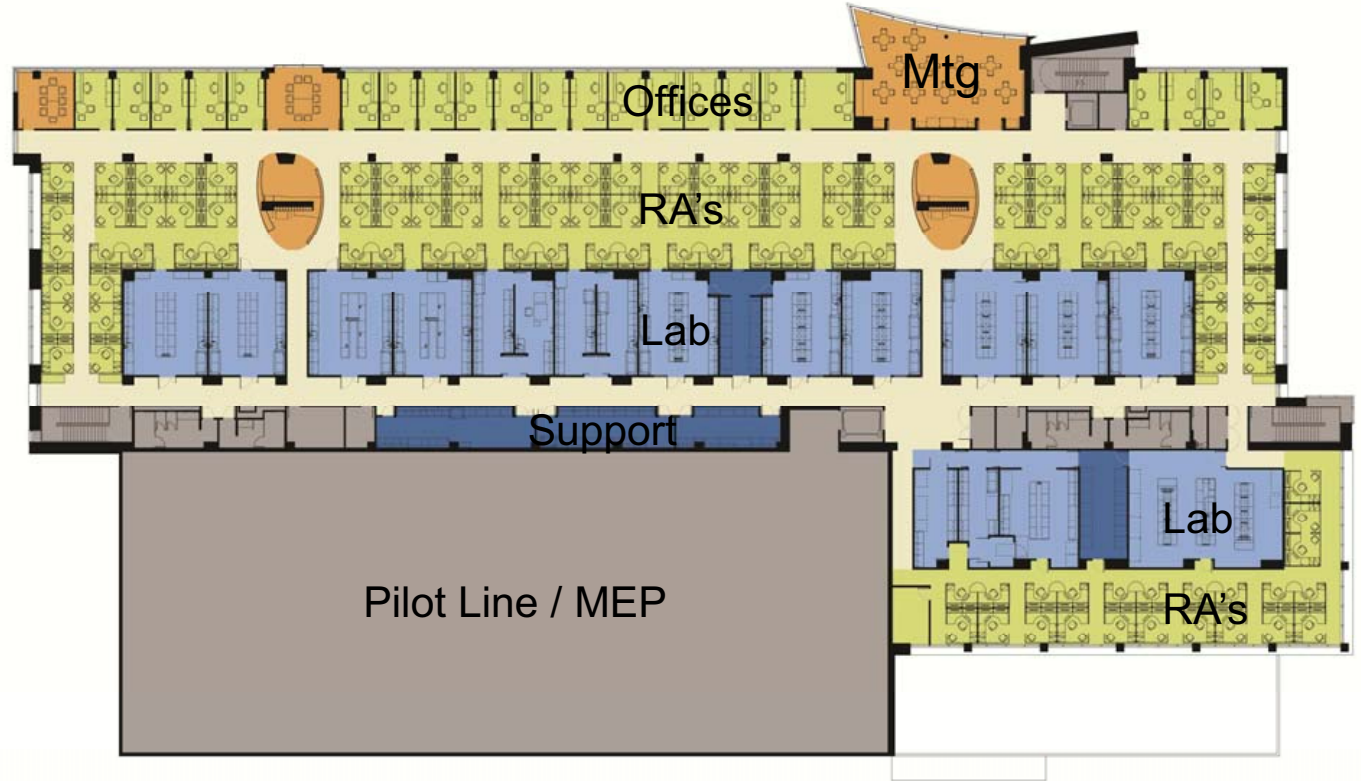 Mtg
Offices
RA's
Lab
Support
Lab
Pilot Line / MEP
RA's